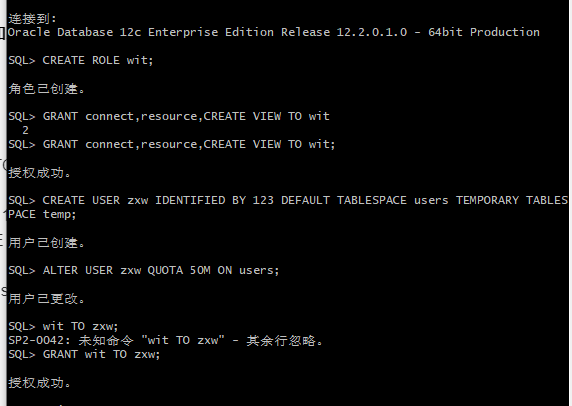 连接到:
Oracle Database 12c Enterprise Edition Release 12.2.0.1.0 - 64bit Production
SQL> CREATE ROLE wit;
角色已创建。
SQL> GRANT connect,resource,CREATE VIEW TO wit
2
SQL> GRANT connect,resource,CREATE VIEW TO wit;
授权成功。
SQL> CREATE USER zxw IDENTIFIED BY 123 DEFAULT TABLESPACE users TEMPORARY TABLES
PACE temp;
用户已创建。
SQL> ALTER USER zxw QUOTA 50M ON users;
用户已更改。
SQL> wit TO zxw;
SP2-0042: 未知命令 "wit TO zxw" - 其余行忽略。
SQL> GRANT wit TO zxw;
授权成功。